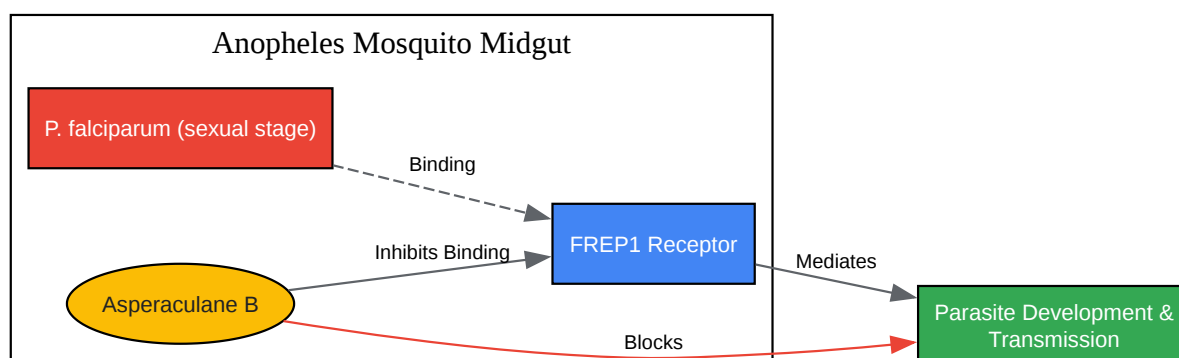 Anopheles Mosquito Midgut
P. falciparum (sexual stage)
Binding
Inhibits Binding
FREP1 Receptor
Mediates
Asperaculane B
Blocks
Parasite Development &
Transmission